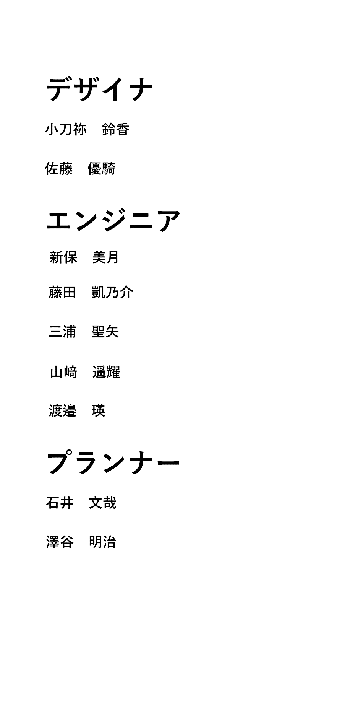 デザイナ
小刀祢　鈴香
佐藤　優騎
エンジニア
新保　美月
藤田　凱乃介
三浦　聖矢
山﨑　遥耀
渡邉　瑛
プランナー
石井　文哉
澤谷　明治